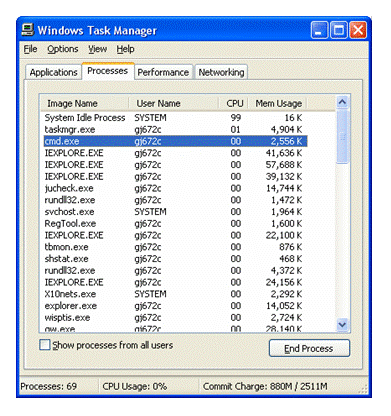 Windows Task Manager
File Options View Help
Applications Processes Performance Networking
Image Name User Name CPU Mem Usage
System Idle Process SYSTEM 99 16 K
taskmgr.exe gj672c 01 4,904 K
cmd.exe gj672c 00 2,556 K
IEXPLORE.EXE gj672c 00 41,636 K
IEXPLORE.EXE gj672c 00 57,688 K
IEXPLORE.EXE gj672c 00 39,132 K
jucheck.exe gj672c 00 14,744 K
rundll32.exe gj672c 00 1,472 K
svchost.exe SYSTEM 00 1,964 K
RegTool.exe gj672c 00 1,600 K
IEXPLORE.EXE gj672c 00 22,100 K
tbmon.exe gj672c 00 876 K
shstat.exe gj672c 00 468 K
rundll32.exe gj672c 00 4,372 K
IEXPLORE.EXE gj672c 00 24,156 K
X10nets.exe SYSTEM 00 2,292 K
explorer.exe gj672c 00 14,052 K
wisptis.exe gj672c 00 2,724 K
gw.exe gj672c 00 28,140 K
Show processes from all users
End Process
Processes: 69 CPU Usage: 0% Commit Charge: 880M / 2511M